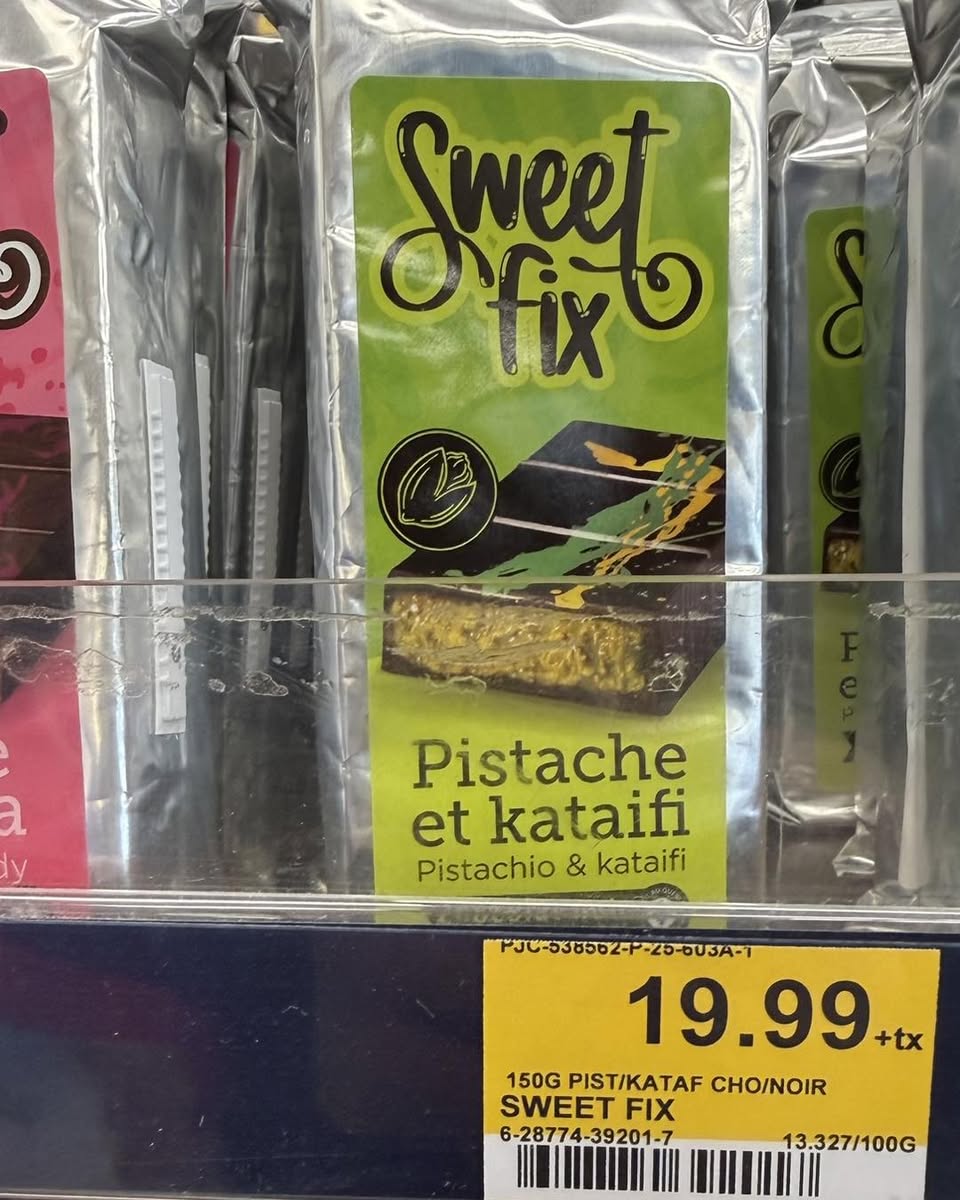 Sweet
fix
Pistache
et kataifi
Pistachio & kataifi
e
a
dy
PJC-538562-P-25-603A-1
19.99+tx
150G PIST/KATAF CHO/NOIR
SWEET FIX
6-28774-39201-7 13.327/100G